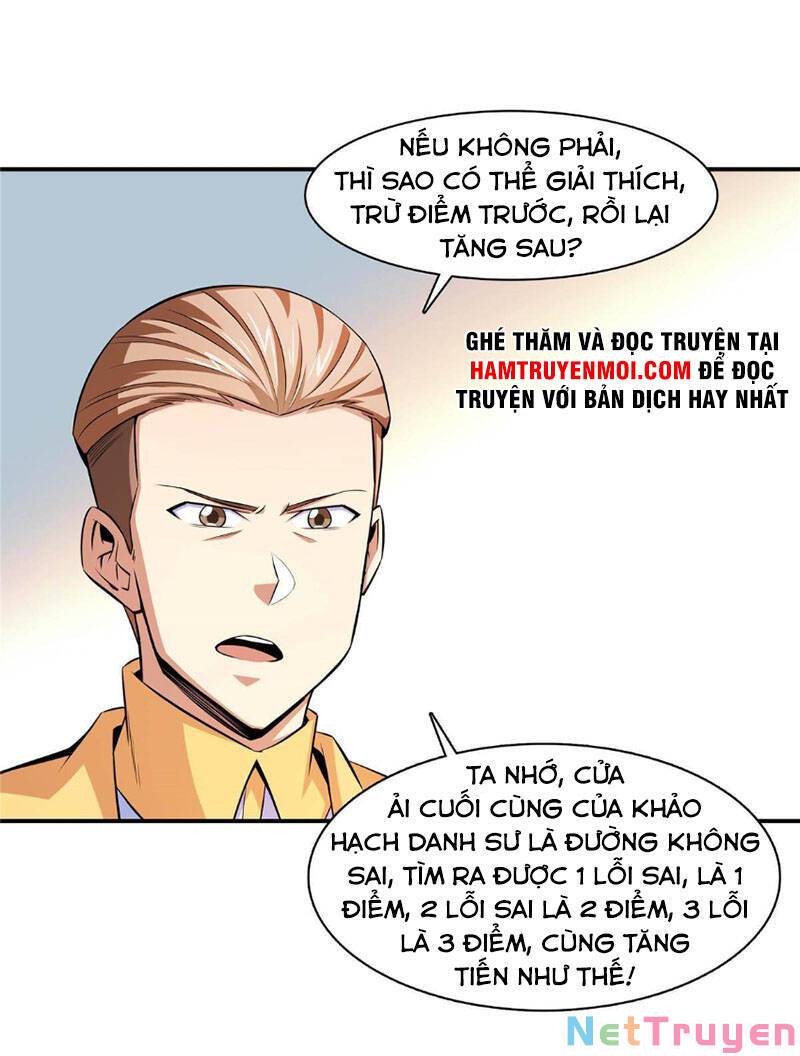 NẾU KHÔNG PHẢI,
THÌ SAO CÓ THỂ GIẢI THÍCH,
TRỪ ĐIỂM TRƯỚC, RỒI LẠI
TĂNG SAU?
GHÉ THĂM VÀ ĐỌC TRUYỆN TẠI
HAMTRUYENMOI.COM ĐỂ ĐỌC
TRUYỆN VỚI BẢN DỊCH HAY NHẤT
TA NHỚ, CỬA
ẢI CUỐI CÙNG CỦA KHẢO
HẠCH DANH SƯ LÀ ĐƯỜNG KHÔNG
SAI, TÌM RA ĐƯỢC 1 LỖI SAI, LÀ 1
ĐIỂM, 2 LỖI SAI LÀ 2 ĐIỂM, 3 LỖI
LÀ 3 ĐIỂM, CÙNG TĂNG
TIẾN NHƯ THẾ!
NetTruyen